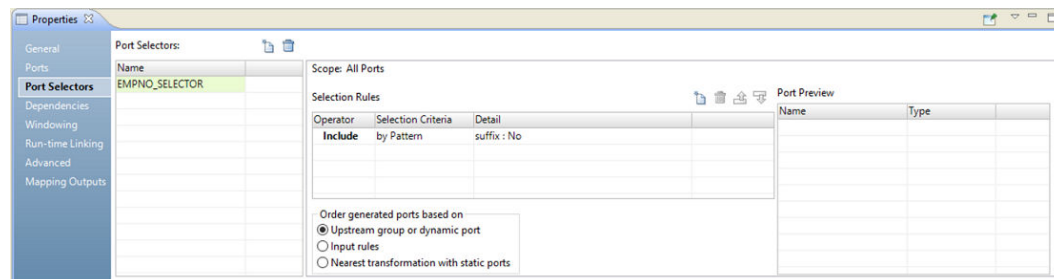 Properties
General
Ports
Port Selectors
Dependencies
Windowing
Run-time Linking
Advanced
Mapping Outputs
Port Selectors:
Name
EMPNO_SELECTOR
Scope: All Ports
Selection Rules
Operator Selection Criteria Detail
Include by Pattern suffix : No
Order generated ports based on
Upstream group or dynamic port
Input rules
Nearest transformation with static ports
Port Preview
Name Type